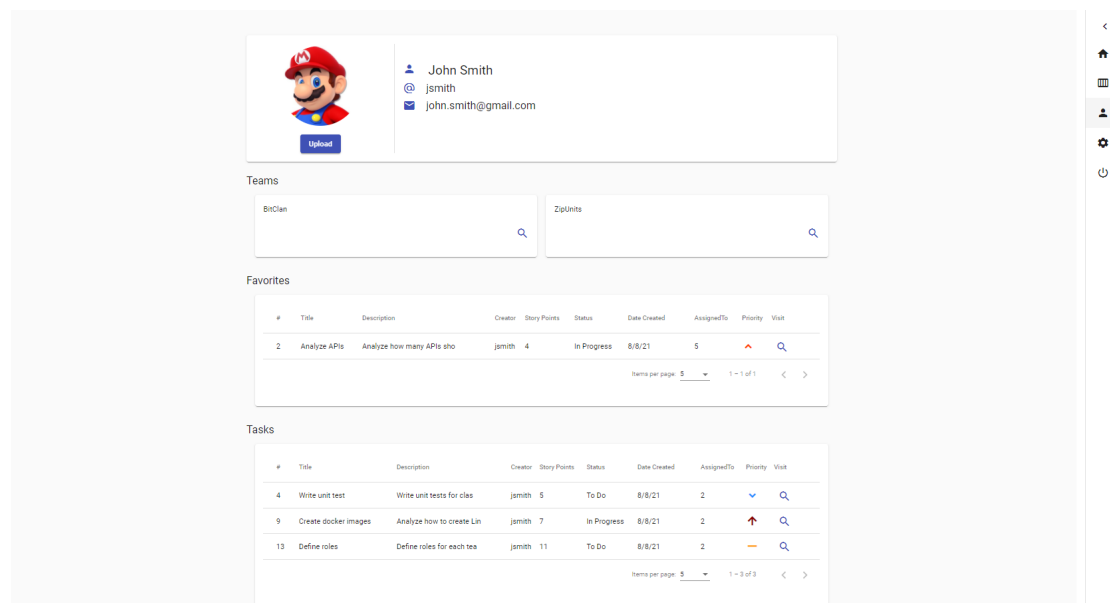 John Smith
jsmith
john.smith@gmail.com
Upload
Teams
BitClan ZipUnits
Favorites
# Title Description Creator Story Points Status Date Created AssignedTo Priority Visit
2 Analyze APIs Analyze how many APIs sho jsmith 4 In Progress 8/8/21 5
Items per page: 5 1 – 1 of 1
Tasks
# Title Description Creator Story Points Status Date Created AssignedTo Priority Visit
4 Write unit test Write unit tests for clas jsmith 5 To Do 8/8/21 2
9 Create docker images Analyze how to create Lin jsmith 7 In Progress 8/8/21 2
13 Define roles Define roles for each tea jsmith 11 To Do 8/8/21 2
Items per page: 5 1 – 3 of 3